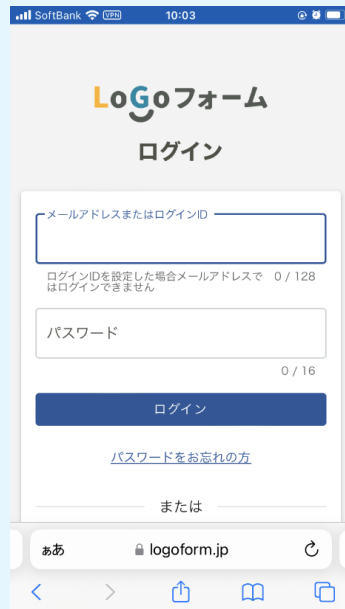 SoftBank VPN 10:03
LoGoフォーム
ログイン
メールアドレスまたはログインID
ログインIDを設定した場合メールアドレスで 0 / 128
はログインできません
パスワード
0 / 16
ログイン
パスワードをお忘れの方
または
ぁあ logoform.jp